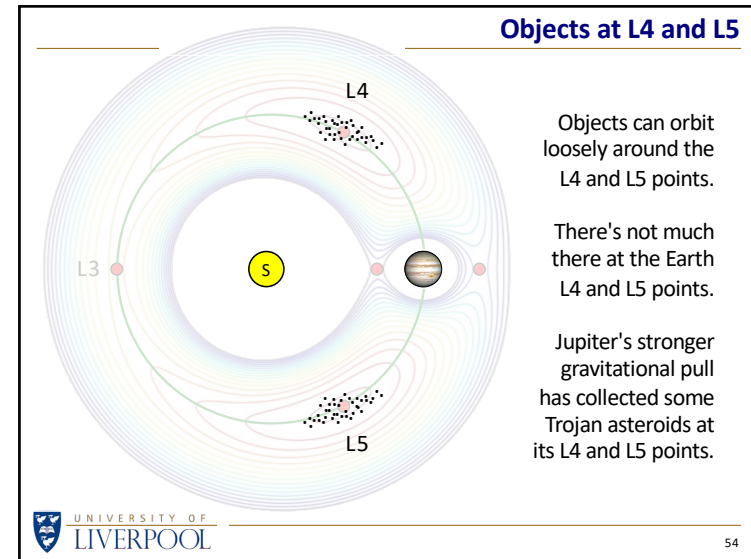 Objects at L4 and L5
L4
Objects can orbit
loosely around the
L4 and L5 points.
There's not much
there at the Earth
L4 and L5 points.
L3
S
Jupiter's stronger
gravitational pull
has collected some
Trojan asteroids at
its L4 and L5 points.
L5
UNIVERSITY OF
LIVERPOOL
54